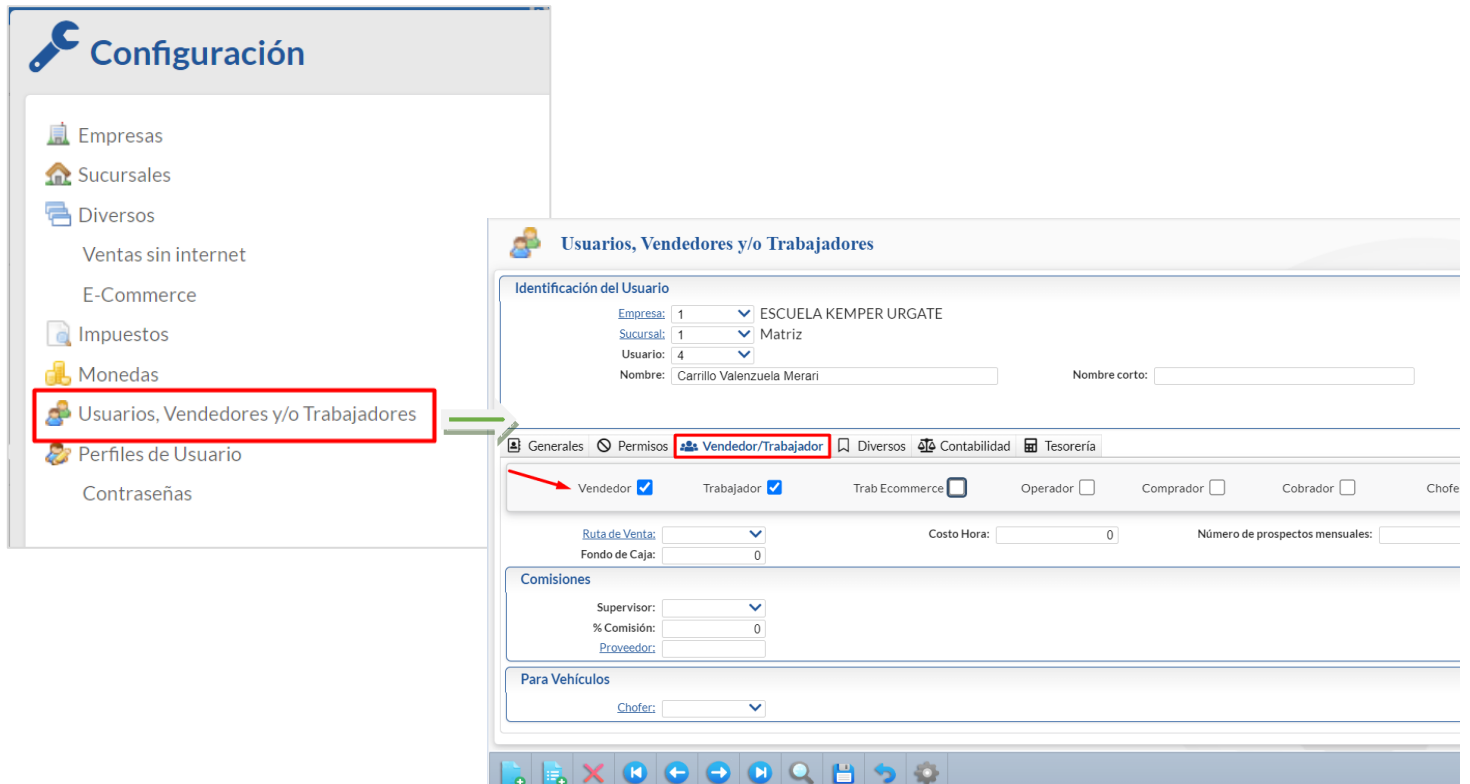 Configuración
Empresas
Sucursales
Diversos
Ventas sin internet
E-Commerce
Impuestos
Monedas
Usuarios, Vendedores y/o Trabajadores
Perfiles de Usuario
Contraseñas
Usuarios, Vendedores y/o Trabajadores
Identificación del Usuario
Empresa: 1 ESCUELA KEMPER URGATE
Sucursal: 1 Matriz
Usuario: 4
Nombre: Carrillo Valenzuela Merari Nombre corto:
Generales Permisos Vendedor/Trabajador Diversos Contabilidad Tesorería
Vendedor Trabajador Trab Ecommerce Operador Comprador Cobrador Chofe
Ruta de Venta: Costo Hora: 0 Número de prospectos mensuales:
Fondo de Caja: 0
Comisiones
Supervisor:
% Comisión: 0
Proveedor:
Para Vehículos
Chofer: